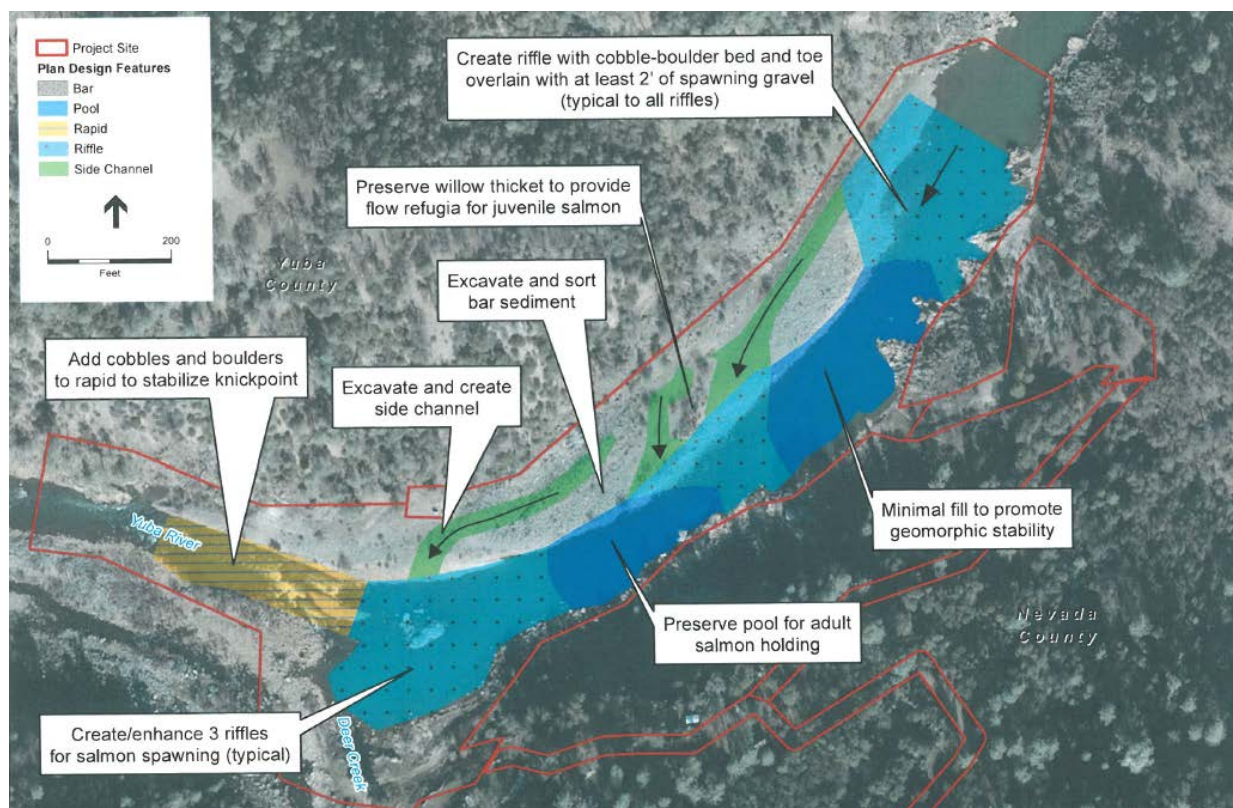 Project Site
Plan Design Features
Bar
Pool
Rapid
Riffle
Side Channel
0
200
Feet
Yuba
County
Create riffle with cobble-boulder bed and toe
overlain with at least 2' of spawning gravel
(typical to all riffles)
Preserve willow thicket to provide
flow refugia for juvenile salmon
Excavate and sort
bar sediment
Add cobbles and boulders
to rapid to stabilize knickpoint
Excavate and create
side channel
Yuba River
Minimal fill to promote
geomorphic stability
Nevada
County
Preserve pool for adult
salmon holding
Create/enhance 3 riffles
for salmon spawning (typical)
Deer Creek